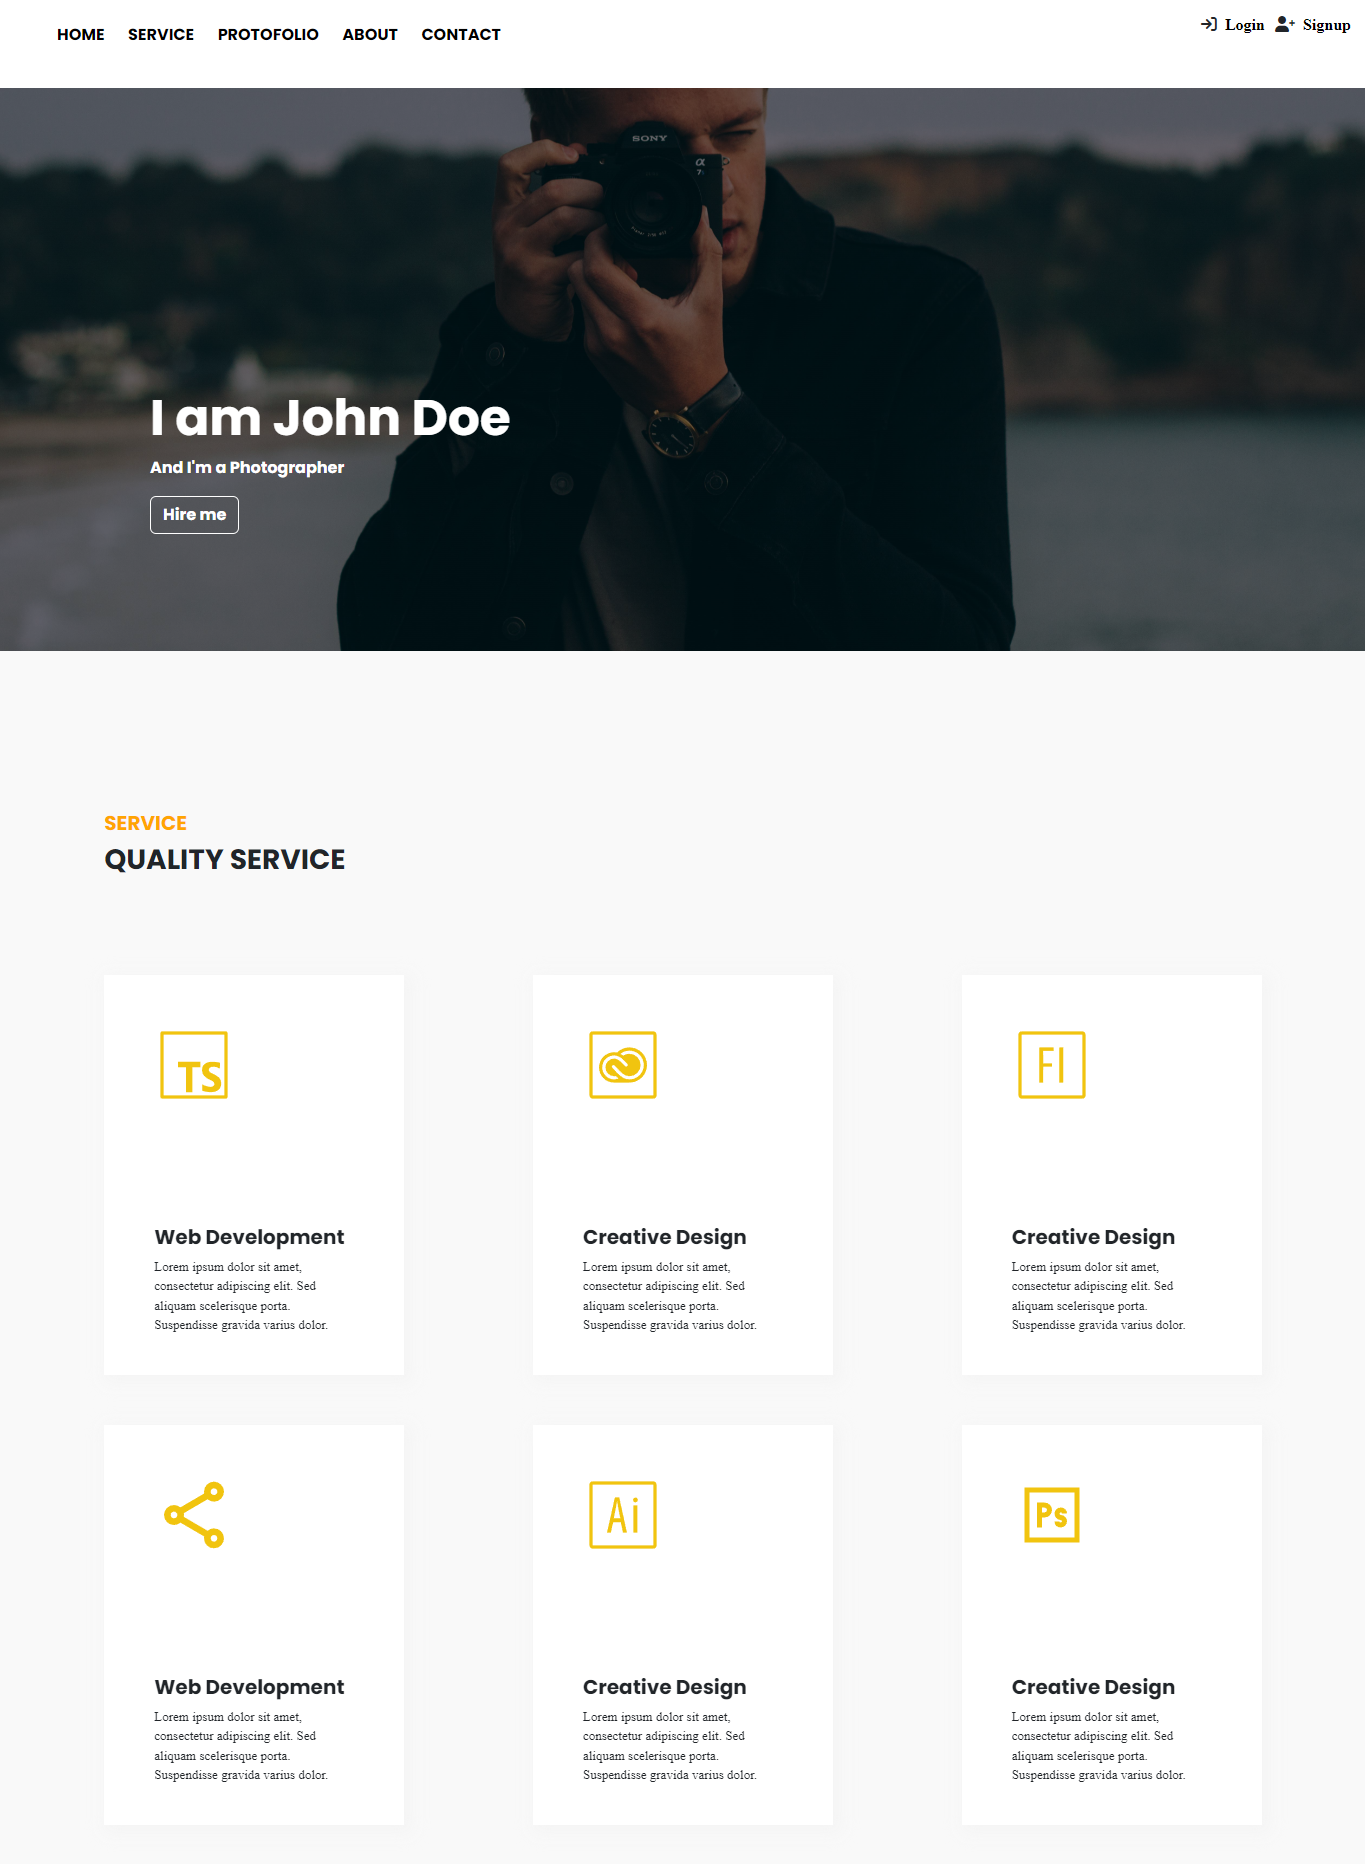 HOME SERVICE PROTOFOLIO ABOUT CONTACT
Login Signup
SONY
α
7
I am John Doe
And I'm a Photographer
Hire me
SERVICE
QUALITY SERVICE
TS
Fl
Web Development
Lorem ipsum dolor sit amet,
consectetur adipiscing elit. Sed
aliquam scelerisque porta.
Suspendisse gravida varius dolor.
Creative Design
Lorem ipsum dolor sit amet,
consectetur adipiscing elit. Sed
aliquam scelerisque porta.
Suspendisse gravida varius dolor.
Creative Design
Lorem ipsum dolor sit amet,
consectetur adipiscing elit. Sed
aliquam scelerisque porta.
Suspendisse gravida varius dolor.
Ai
Ps
Web Development
Lorem ipsum dolor sit amet,
consectetur adipiscing elit. Sed
aliquam scelerisque porta.
Suspendisse gravida varius dolor.
Creative Design
Lorem ipsum dolor sit amet,
consectetur adipiscing elit. Sed
aliquam scelerisque porta.
Suspendisse gravida varius dolor.
Creative Design
Lorem ipsum dolor sit amet,
consectetur adipiscing elit. Sed
aliquam scelerisque porta.
Suspendisse gravida varius dolor.